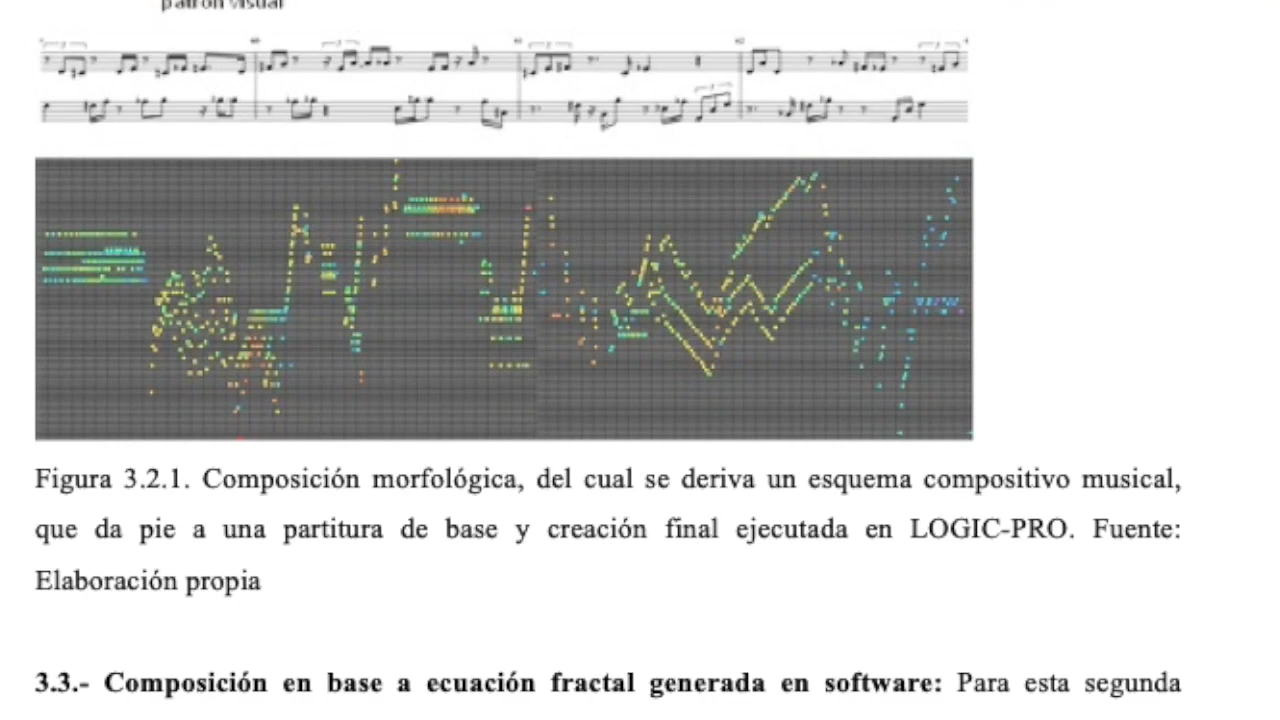 patrón visual
Figura 3.2.1. Composición morfológica, del cual se deriva un esquema compositivo musical,
que da pie a una partitura de base y creación final ejecutada en LOGIC-PRO. Fuente:
Elaboración propia
3.3.- Composición en base a ecuación fractal generada en software: Para esta segunda